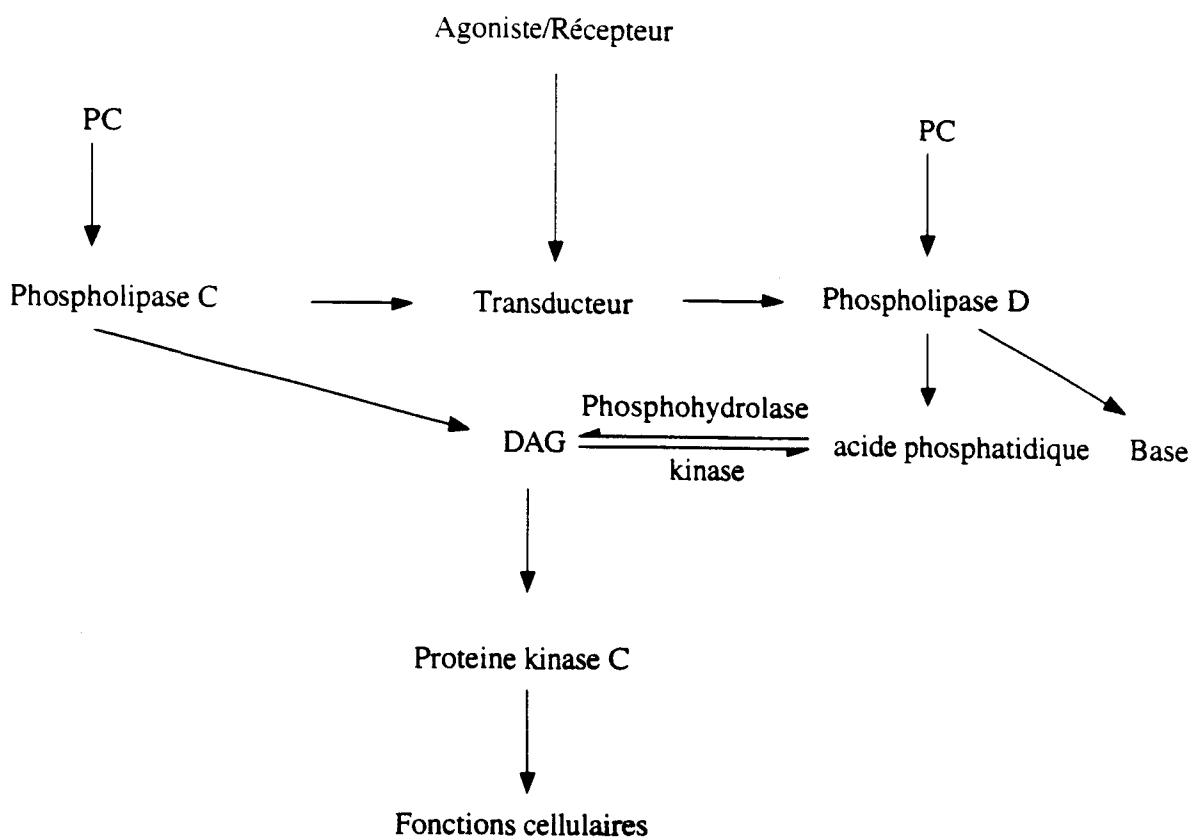 Agoniste/Récepteur
PC
PC
Phospholipase C
Transducteur
Phospholipase D
Phosphohydrolase
DAG
acide phosphatidique
Base
kinase
Proteine kinase C
Fonctions cellulaires